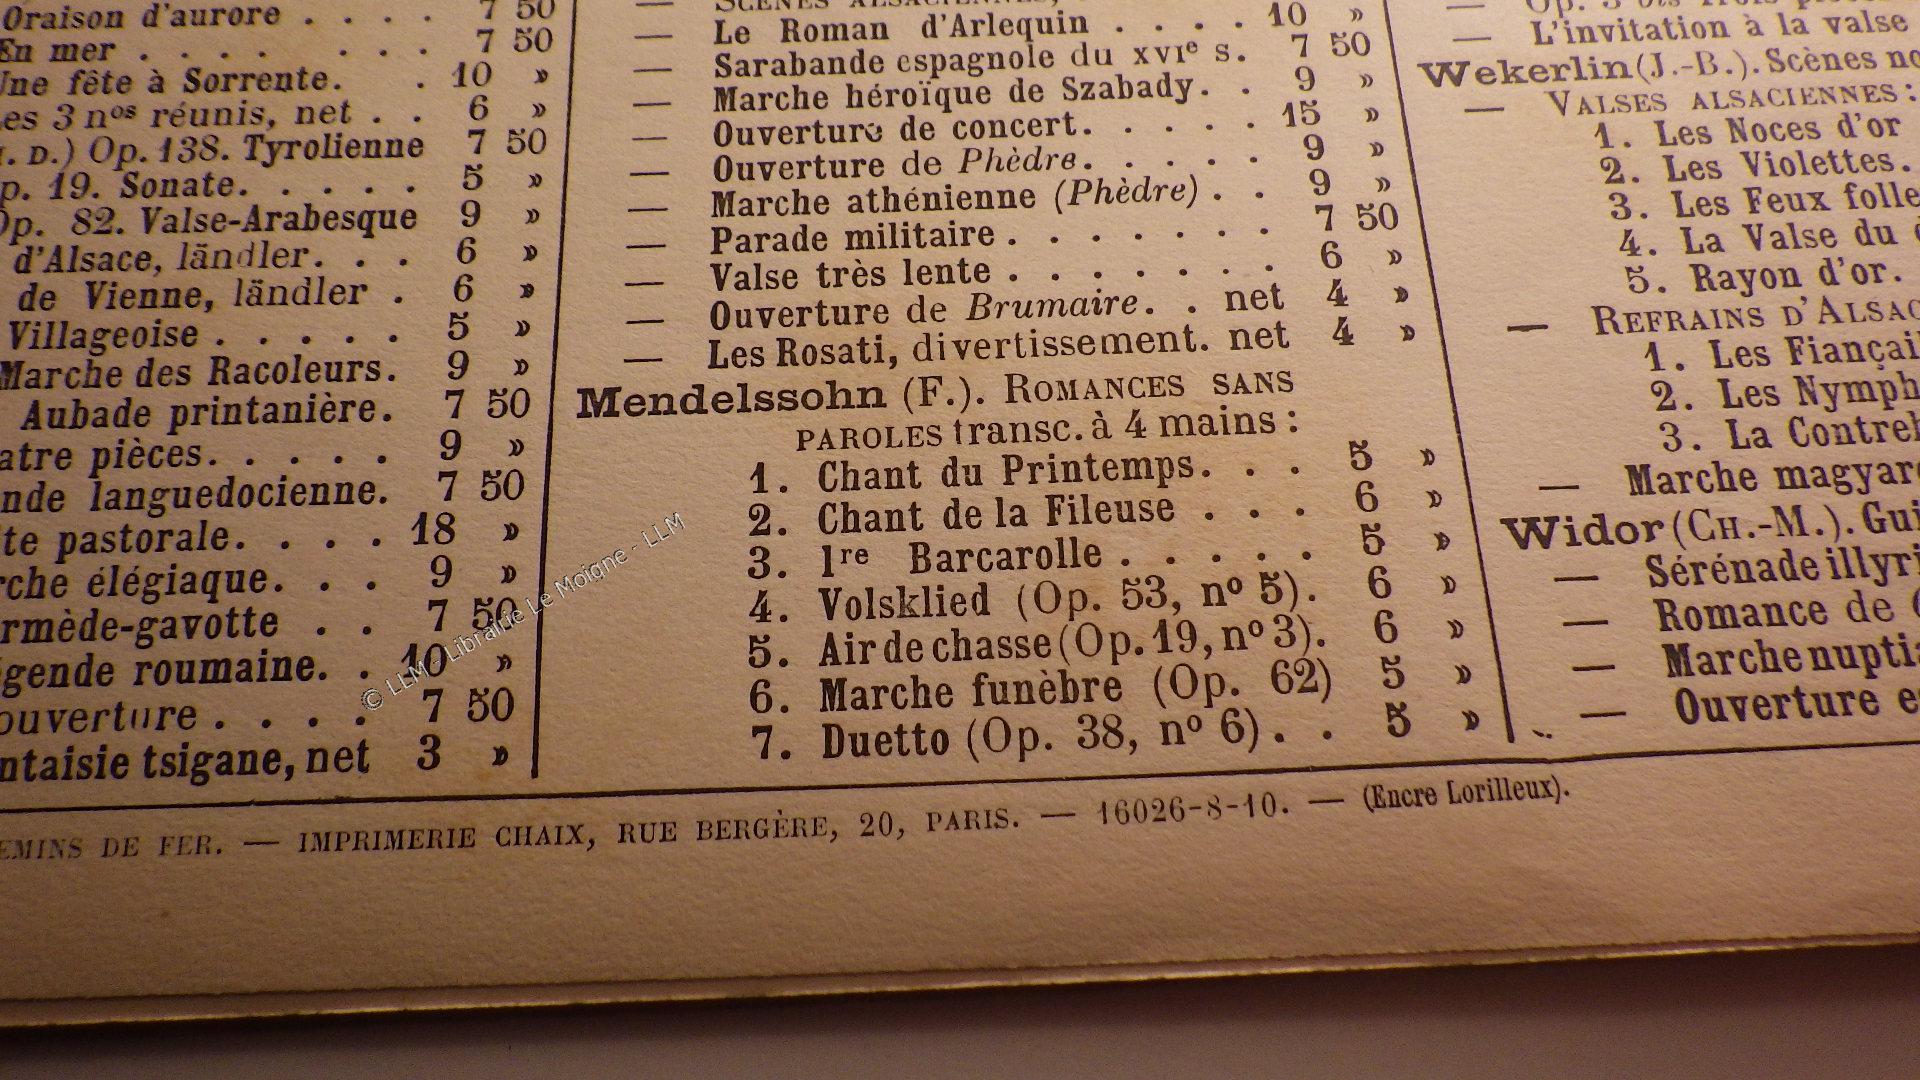 Oraison d'aurore . . . . 7 50
En mer . . . . . . . . 7 50
Une fête à Sorrente. . 10 »
Les 3 nos réunis, net . . 6 »
D.) Op. 138. Tyrolienne 7 50
Op. 19. Sonate. . . . . . 5 »
Op. 82. Valse-Arabesque 9 »
d'Alsace, ländler. . . . 6 »
de Vienne, ländler . 6 »
Villageoise . . . . . . 5 »
Marche des Racoleurs. 9 »
Aubade printanière. 7 50
atre pièces. . . . . . 9 »
nde languedocienne. 7 50
te pastorale. . . . . 18 »
rche élégiaque. . . . 9 »
rmède-gavotte . . 7 50
gende roumaine. . 10 »
ouverture . . . . 7 50
ntaisie tsigane, net 3 »
— SCÈNES ALSACIENNES,
— Le Roman d'Arlequin . . . . 10 »
— Sarabande espagnole du XVIe s. 7 50
— Marche héroïque de Szabady. . 9 »
— Ouverture de concert. . . . . . 15 »
— Ouverture de Phèdre. . . . . . 9 »
— Marche athénienne (Phèdre) . . 9 »
— Parade militaire . . . . . . . 7 50
— Valse très lente . . . . . . . 6 »
— Ouverture de Brumaire. . net 4 »
— Les Rosati, divertissement. net 4 »
Mendelssohn (F.). ROMANCES SANS
PAROLES transc. à 4 mains :
1. Chant du Printemps. . . . 5 »
2. Chant de la Fileuse . . . . 6 »
3. 1re Barcarolle . . . . . 5 »
4. Volsklied (Op. 53, no 5). 6 »
5. Air de chasse (Op. 19, no 3). 6 »
6. Marche funèbre (Op. 62) 5 »
7. Duetto (Op. 38, no 6). . 5 »
— L'invitation à la valse
Wekerlin (J.-B.). Scènes no
— VALSES ALSACIENNES :
1. Les Noces d'or
2. Les Violettes.
3. Les Feux folle
4. La Valse du
5. Rayon d'or.
— REFRAINS D'ALSAC
1. Les Fiançail
2. Les Nymph
3. La Contreb
— Marche magyare
Widor (CH.-M.). Gui
— Sérénade illyri
— Romance de
— Marche nuptia
— Ouverture e
EMINS DE FER. — IMPRIMERIE CHAIX, RUE BERGÈRE, 20, PARIS. — 16026-8-10. — (Encre Lorilleux).
© LLM - Librairie Le Moigne - LLM